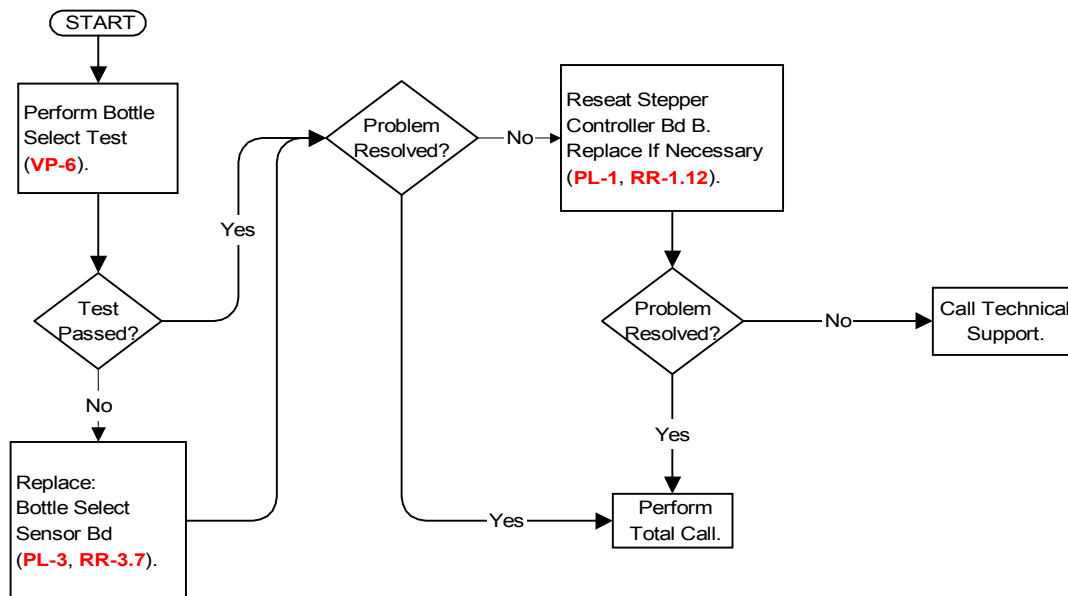 START
Perform Bottle
Select Test
(VP-6).
Test
Passed?
Yes
No
Replace:
Bottle Select
Sensor Bd
(PL-3, RR-3.7).
Problem
Resolved?
No
Yes
Reseat Stepper
Controller Bd B.
Replace If Necessary
(PL-1, RR-1.12).
Problem
Resolved?
No
Call Technical
Support.
Yes
Perform
Total Call.